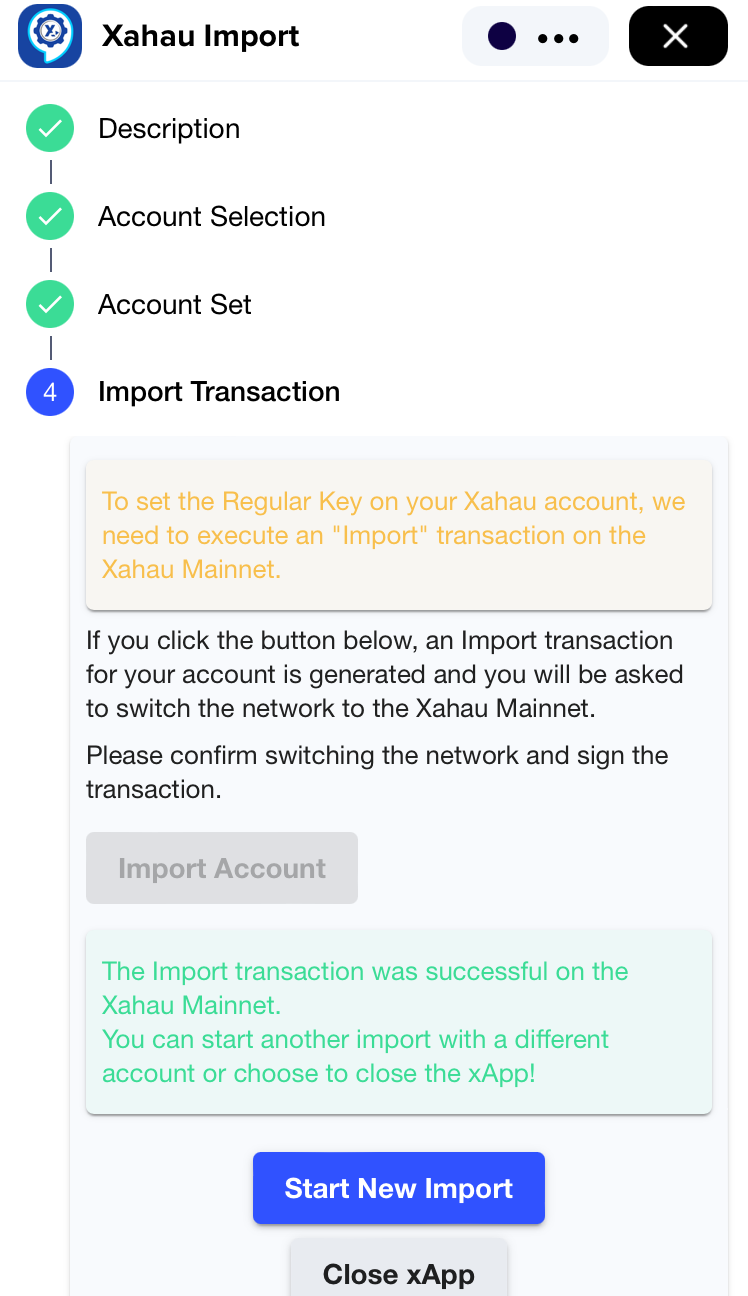 Xahau Import
Description
Account Selection
Account Set
4 Import Transaction
To set the Regular Key on your Xahau account, we
need to execute an "Import" transaction on the
Xahau Mainnet.
If you click the button below, an Import transaction
for your account is generated and you will be asked
to switch the network to the Xahau Mainnet.
Please confirm switching the network and sign the
transaction.
Import Account
The Import transaction was successful on the
Xahau Mainnet.
You can start another import with a different
account or choose to close the xApp!
Start New Import
Close xApp